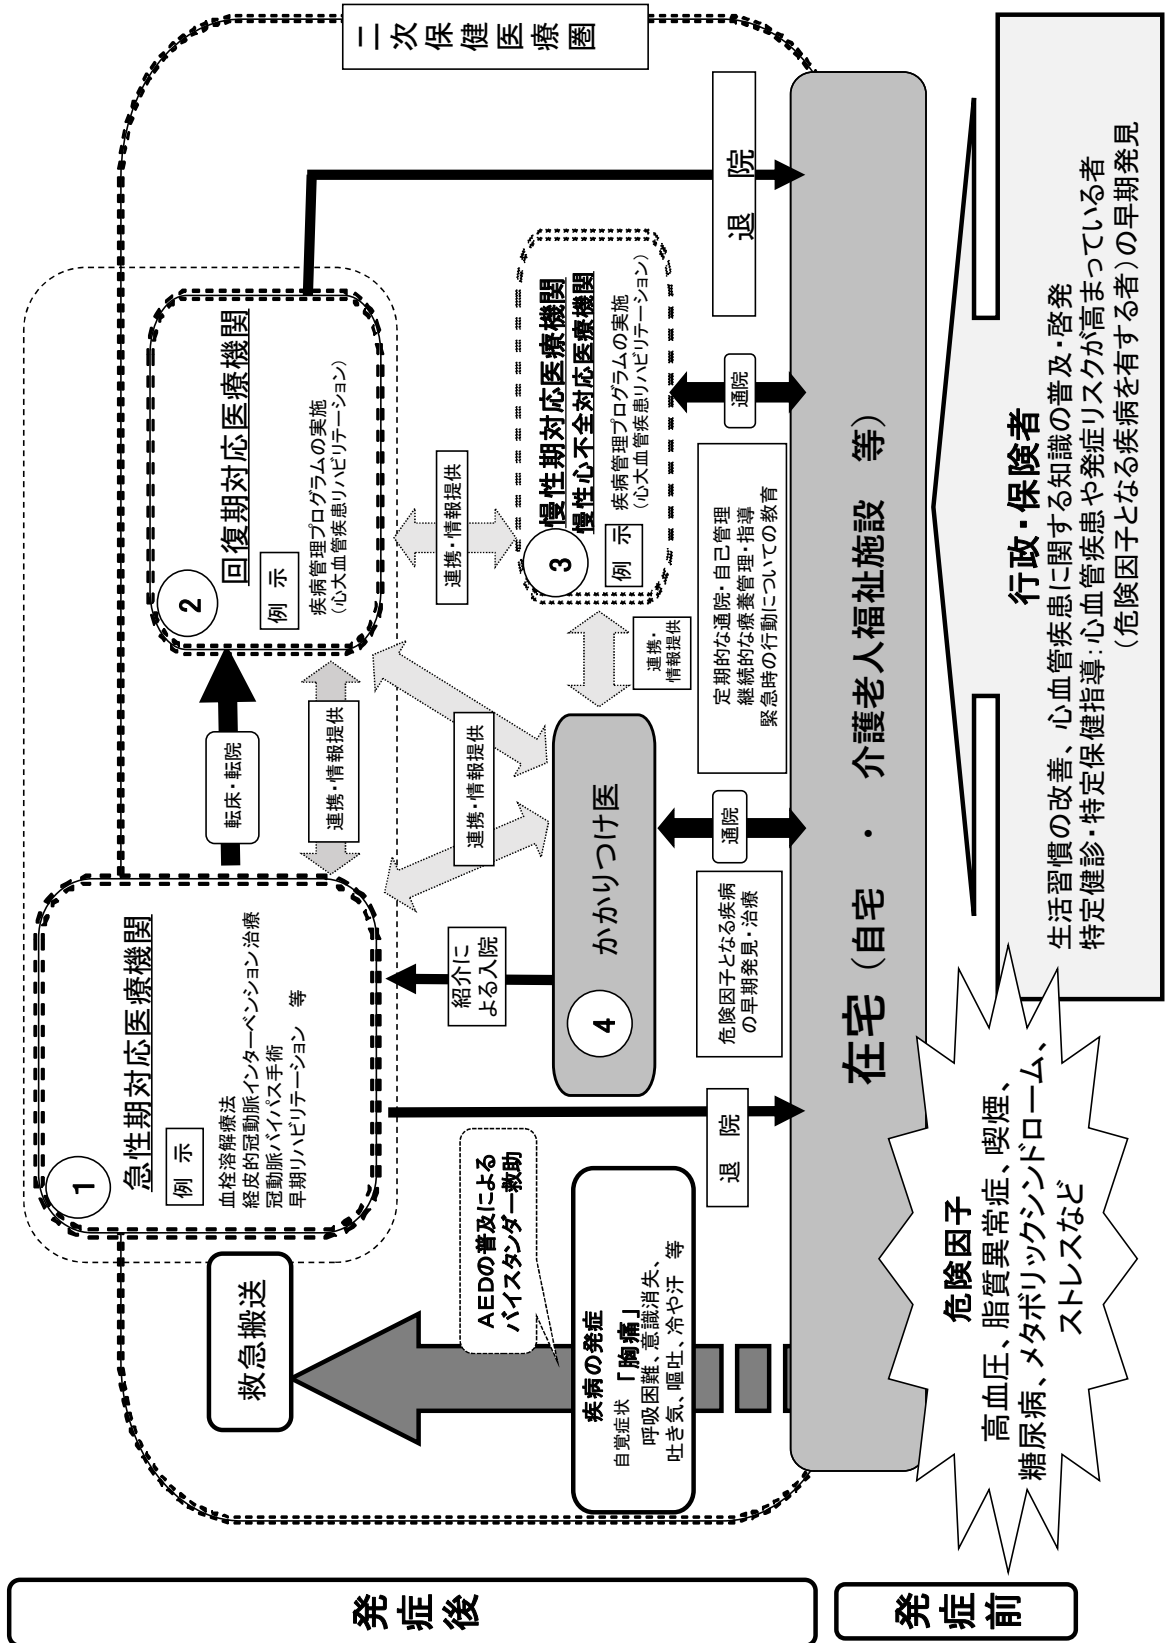 発症後
発症前
二次保健医療圏
救急搬送
AEDの普及による
バイスタンダー救助
疾病の発症
自覚症状 「胸痛」
呼吸困難、意識消失、
吐き気、嘔吐、冷や汗 等
1
急性期対応医療機関
例 示
血栓溶解療法
経皮的冠動脈インターベンション治療
冠動脈バイパス手術
早期リハビリテーション 等
転床・転院
連携・情報提供
2
回復期対応医療機関
例 示
疾病管理プログラムの実施
(心大血管疾患リハビリテーション)
連携・情報提供
連携・情報提供
3
慢性期対応医療機関
慢性心不全対応医療機関
例 示
疾病管理プログラムの実施
(心大血管疾患リハビリテーション)
連携・
情報提供
紹介に
よる入院
4
かかりつけ医
退 院
危険因子となる疾病
の早期発見・治療
通院
定期的な通院・自己管理
継続的な療養管理・指導
緊急時の行動についての教育
通院
退 院
在宅(自宅 ・ 介護老人福祉施設 等)
危険因子
高血圧、脂質異常症、喫煙、
糖尿病、メタボリックシンドローム、
ストレスなど
行政・保険者
生活習慣の改善、心血管疾患に関する知識の普及・啓発
特定健診・特定保健指導:心血管疾患や発症リスクが高まっている者
(危険因子となる疾病を有する者)の早期発見